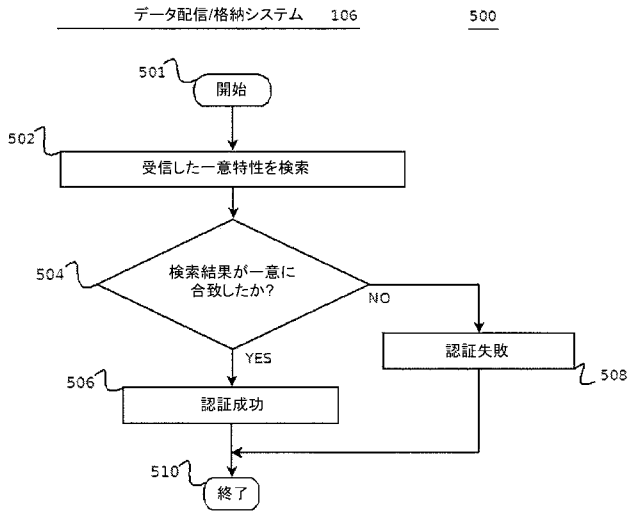 データ配信/格納システム 106
500
501
開始
502
受信した一意特性を検索
504
検索結果が一意に
合致したか?
NO
YES
認証失敗
508
506
認証成功
510
終了